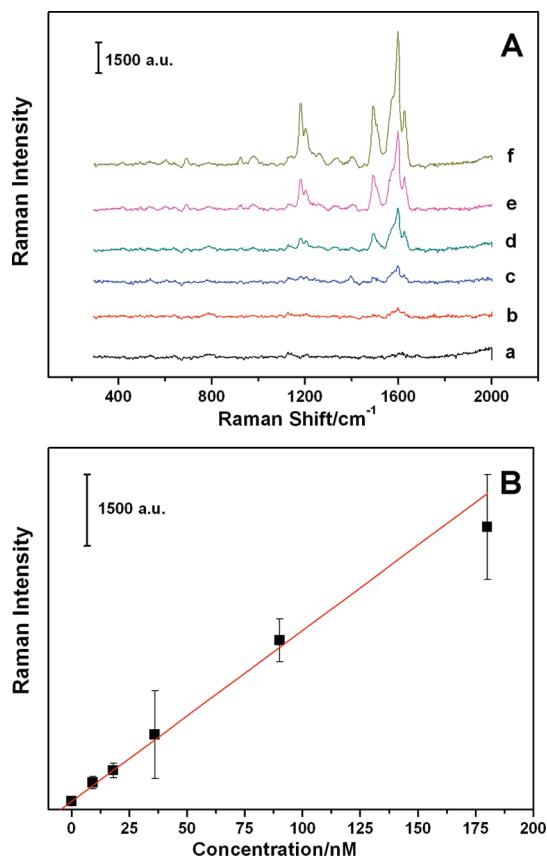 A
1500 a.u.
Raman Intensity
f
e
d
c
b
a
400 800 1200 1600 2000
Raman Shift/cm⁻¹
B
1500 a.u.
Raman Intensity
0 25 50 75 100 125 150 175 200
Concentration/nM